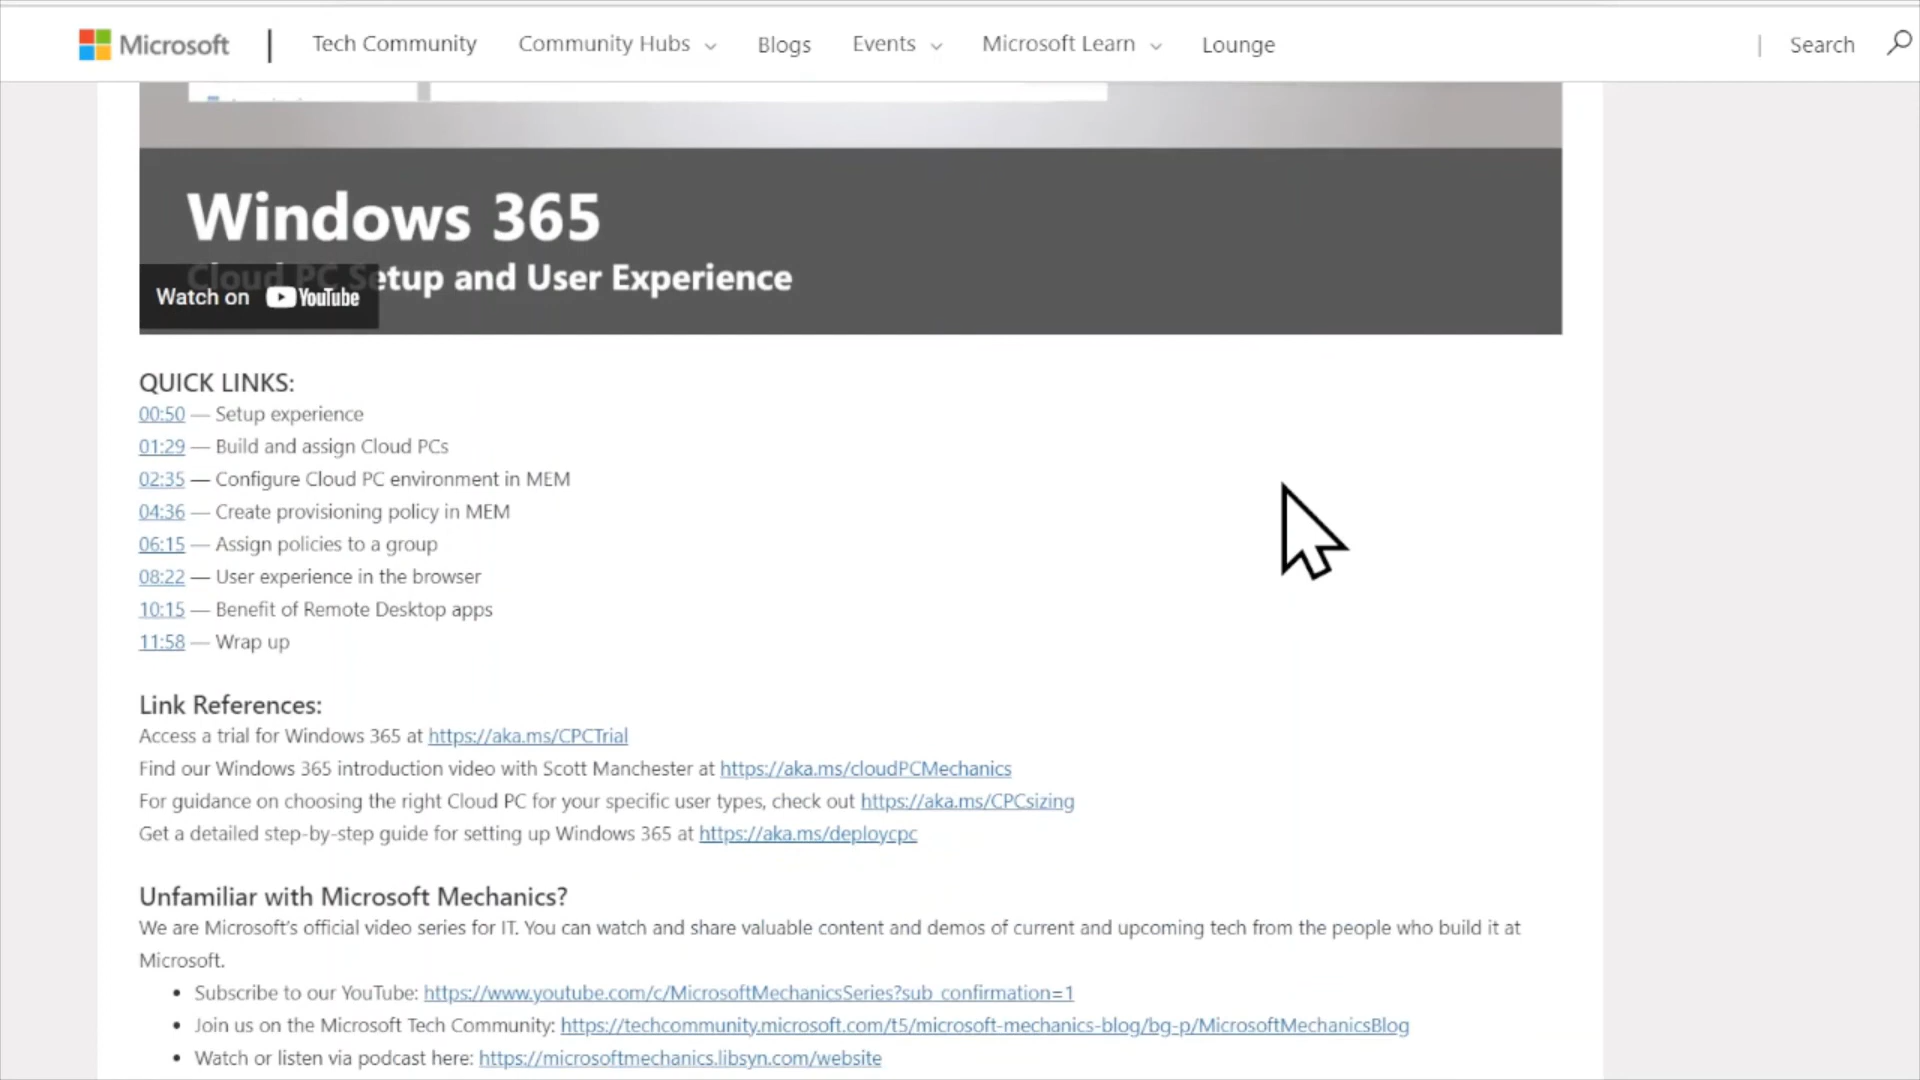 Microsoft | Tech Community Community Hubs Blogs Events Microsoft Learn Lounge | Search
Windows 365
Cloud PC Setup and User Experience
Watch on YouTube
QUICK LINKS:
00:50 — Setup experience
01:29 — Build and assign Cloud PCs
02:35 — Configure Cloud PC environment in MEM
04:36 — Create provisioning policy in MEM
06:15 — Assign policies to a group
08:22 — User experience in the browser
10:15 — Benefit of Remote Desktop apps
11:58 — Wrap up
Link References:
Access a trial for Windows 365 at https://aka.ms/CPCTrial
Find our Windows 365 introduction video with Scott Manchester at https://aka.ms/cloudPCMechanics
For guidance on choosing the right Cloud PC for your specific user types, check out https://aka.ms/CPCsizing
Get a detailed step-by-step guide for setting up Windows 365 at https://aka.ms/deploycpc
Unfamiliar with Microsoft Mechanics?
We are Microsoft's official video series for IT. You can watch and share valuable content and demos of current and upcoming tech from the people who build it at
Microsoft.
• Subscribe to our YouTube: https://www.youtube.com/c/MicrosoftMechanicsSeries?sub_confirmation=1
• Join us on the Microsoft Tech Community: https://techcommunity.microsoft.com/t5/microsoft-mechanics-blog/bg-p/MicrosoftMechanicsBlog
• Watch or listen via podcast here: https://microsoftmechanics.libsyn.com/website